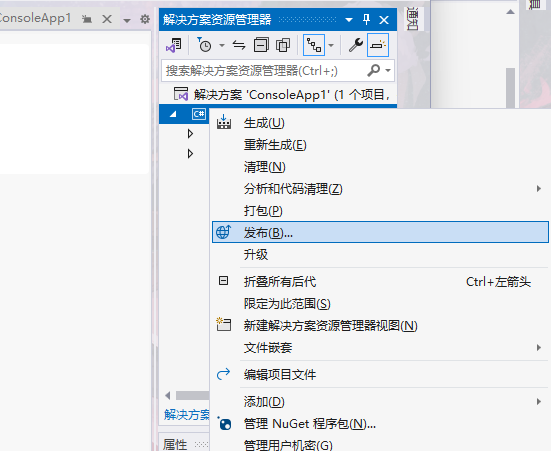 ConsoleApp1
解决方案资源管理器
通知
搜索解决方案资源管理器(Ctrl+;)
解决方案 'ConsoleApp1' (1 个项目,
C#
生成(U)
重新生成(E)
清理(N)
分析和代码清理(Z)
打包(P)
发布(B)...
升级
折叠所有后代 Ctrl+左箭头
限定为此范围(S)
新建解决方案资源管理器视图(N)
文件嵌套
编辑项目文件
添加(D)
解决方案
管理 NuGet 程序包(N)...
属性
管理用户机密(G)